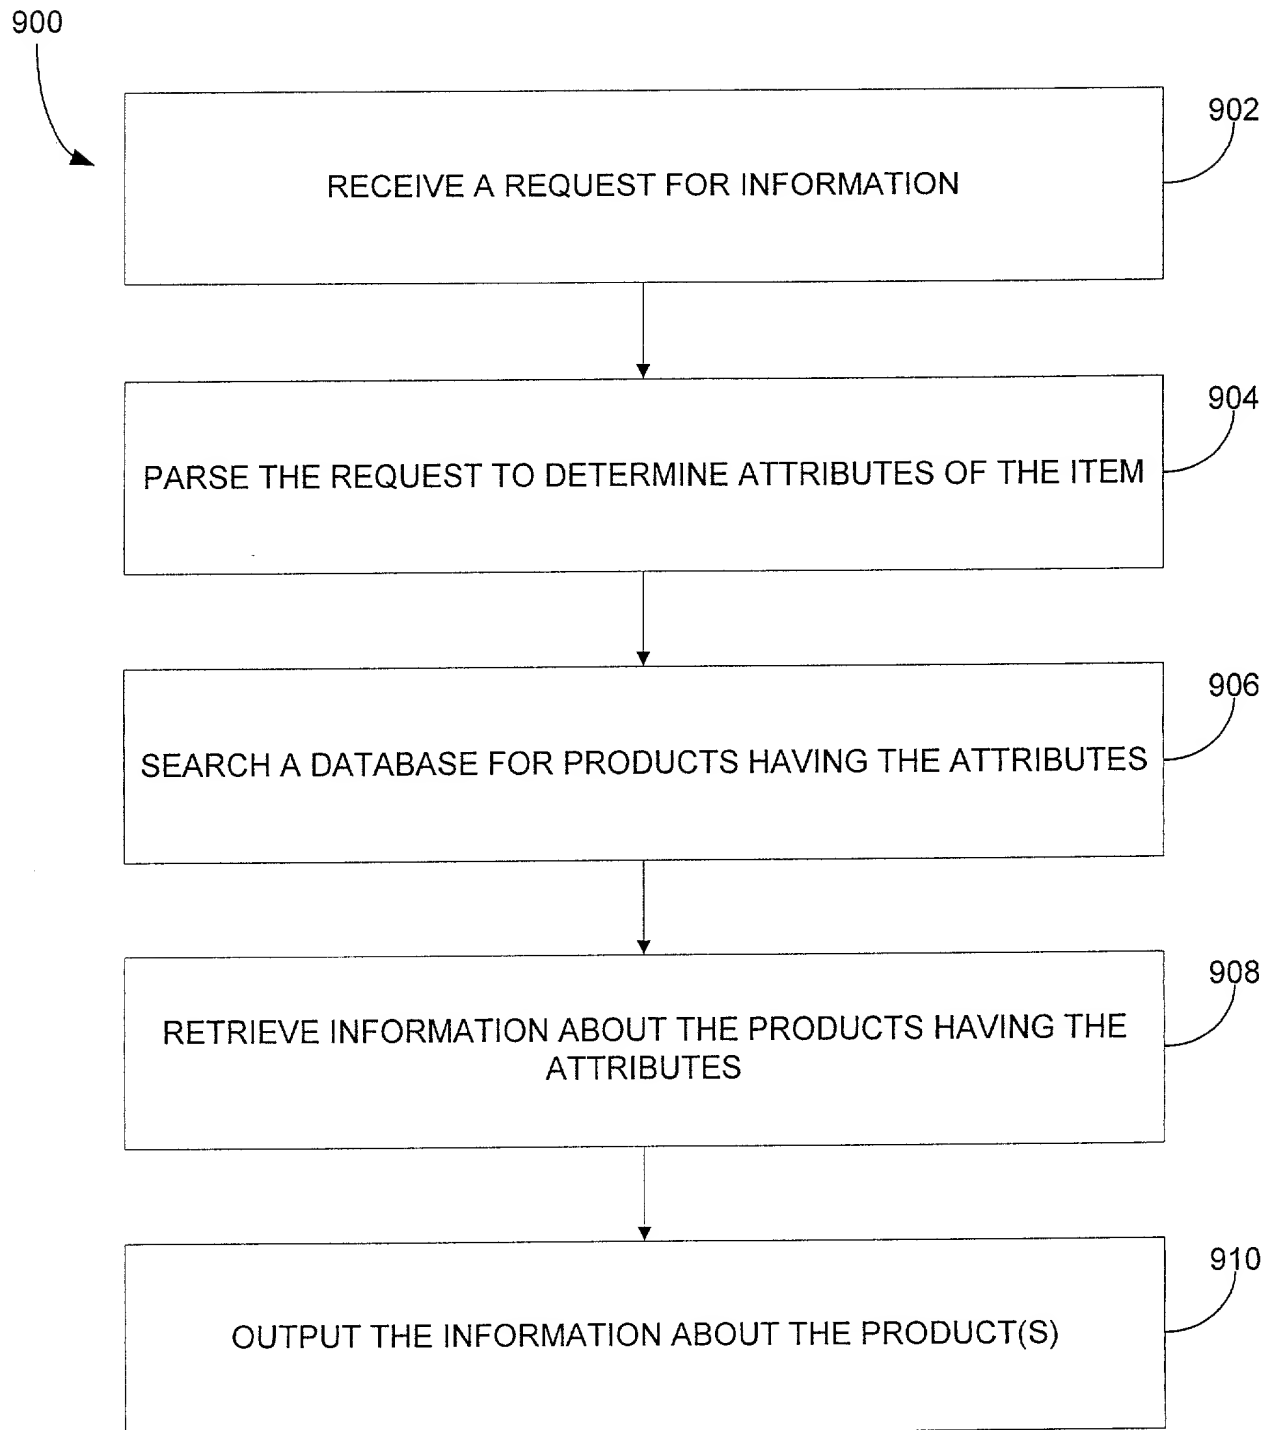 900
902
RECEIVE A REQUEST FOR INFORMATION
904
PARSE THE REQUEST TO DETERMINE ATTRIBUTES OF THE ITEM
906
SEARCH A DATABASE FOR PRODUCTS HAVING THE ATTRIBUTES
908
RETRIEVE INFORMATION ABOUT THE PRODUCTS HAVING THE
ATTRIBUTES
910
OUTPUT THE INFORMATION ABOUT THE PRODUCT(S)